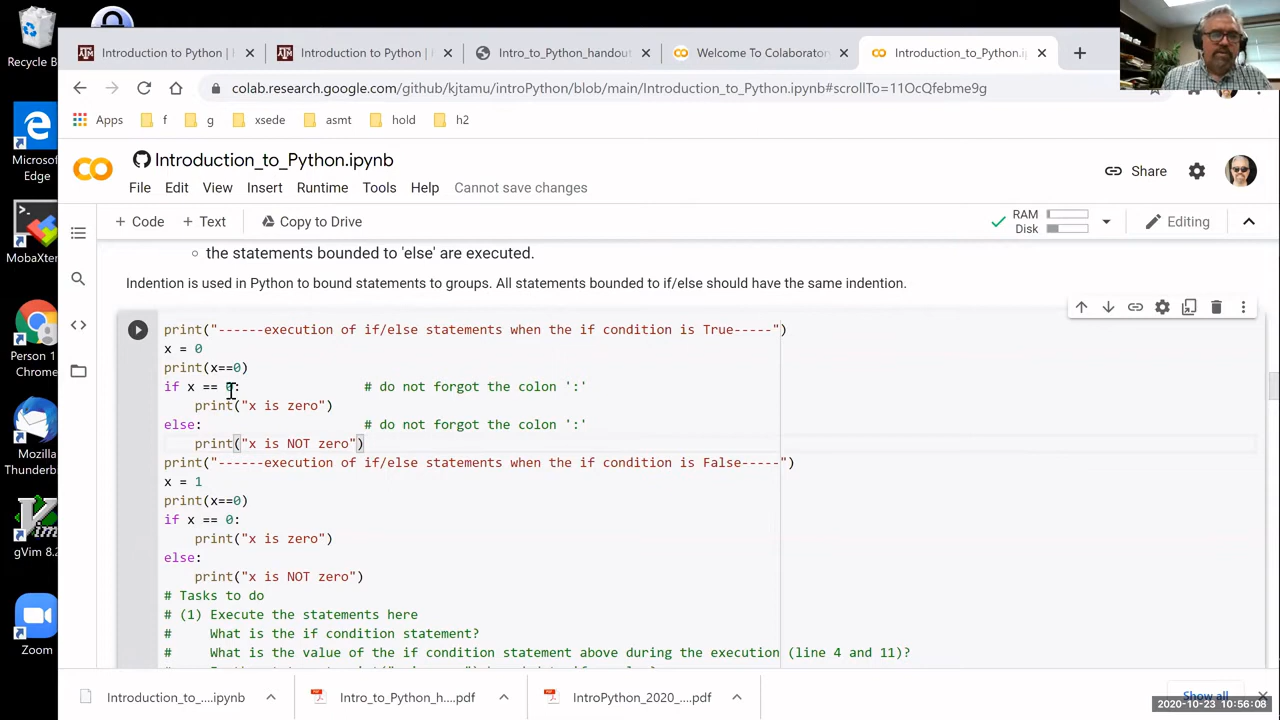 Recycle B
Introduction to Python |
Introduction to Python
Intro_to_Python_handout
Welcome To Colaborator
Introduction_to_Python.i
colab.research.google.com/github/kitamu/introPython/blob/main/Introduction_to_Python.ipynb#scrollTo=11OcQfebme9g
Apps f g xsede asmt hold h2
Microsof
Edge
Introduction_to_Python.ipynb
File Edit View Insert Runtime Tools Help Cannot save changes
Share
+ Code + Text Copy to Drive
RAM
Disk
Editing
MobaXter
the statements bounded to 'else' are executed.
Indention is used in Python to bound statements to groups. All statements bounded to if/else should have the same indention.
print("------execution of if/else statements when the if condition is True-----")
x = 0
print(x==0)
if x == 0: # do not forgot the colon ':'
print("x is zero")
else: # do not forgot the colon ':'
print("x is NOT zero")
print("------execution of if/else statements when the if condition is False-----")
x = 1
print(x==0)
if x == 0:
print("x is zero")
else:
print("x is NOT zero")
# Tasks to do
# (1) Execute the statements here
# What is the if condition statement?
# What is the value of the if condition statement above during the execution (line 4 and 11)?
Person 1
Chrome
Mozilla
Thunderb
gVim 8.2
Zoom
Introduction_to_....ipynb
Intro_to_Python_h....pdf
IntroPython_2020_....pdf
Show all
2020-10-23 10:56:08